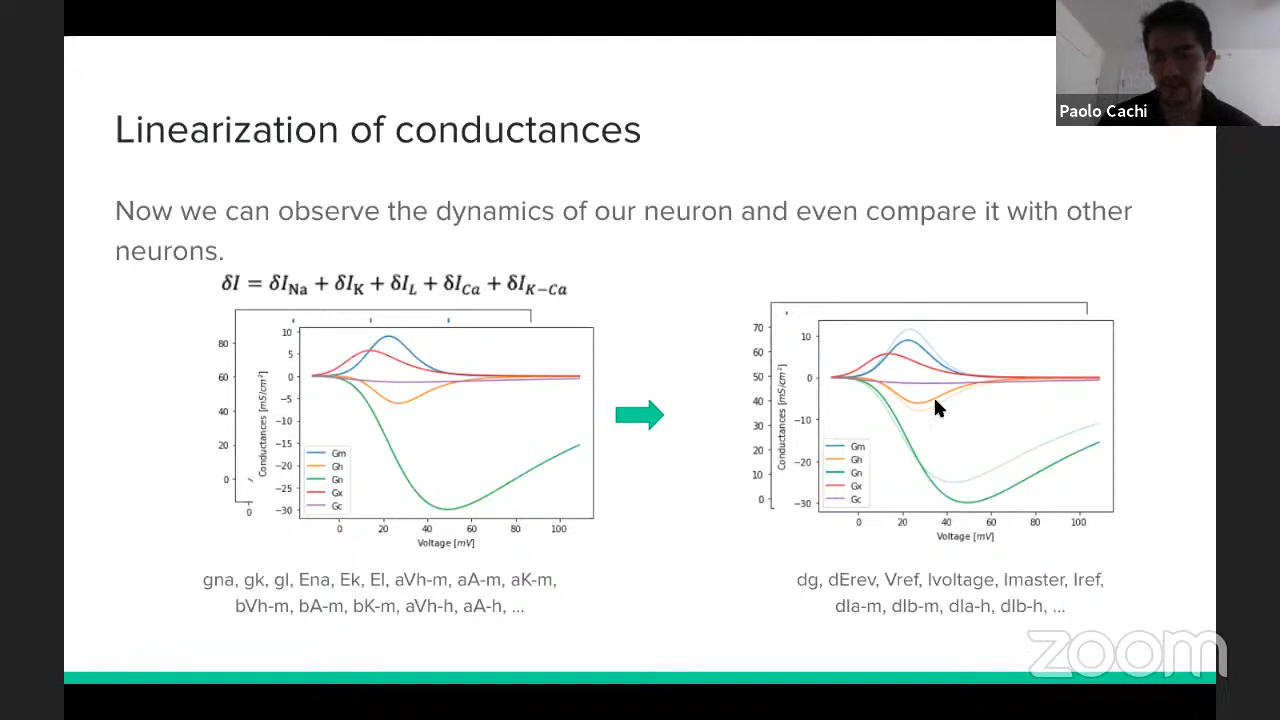 Paolo Cachi
Linearization of conductances
Now we can observe the dynamics of our neuron and even compare it with other
neurons.
δI = δI_Na + δI_K + δI_L + δI_Ca + δI_K−Ca
80
60
40
20
0
0
10
5
0
−5
−10
−15
−20
−25
−30
Conductances [mS/cm²]
Gm
Gh
Gn
Gx
Gc
0 20 40 60 80 100
Voltage [mV]
70
60
50
40
30
20
10
0
10
0
−10
−20
−30
Conductances [mS/cm²]
Gm
Gh
Gn
Gx
Gc
0 20 40 60 80 100
Voltage [mV]
gna, gk, gl, Ena, Ek, El, aVh-m, aA-m, aK-m,
bVh-m, bA-m, bK-m, aVh-h, aA-h, ...
dg, dErev, Vref, Ivoltage, Imaster, Iref,
dIa-m, dIb-m, dIa-h, dIb-h, ...
zoom